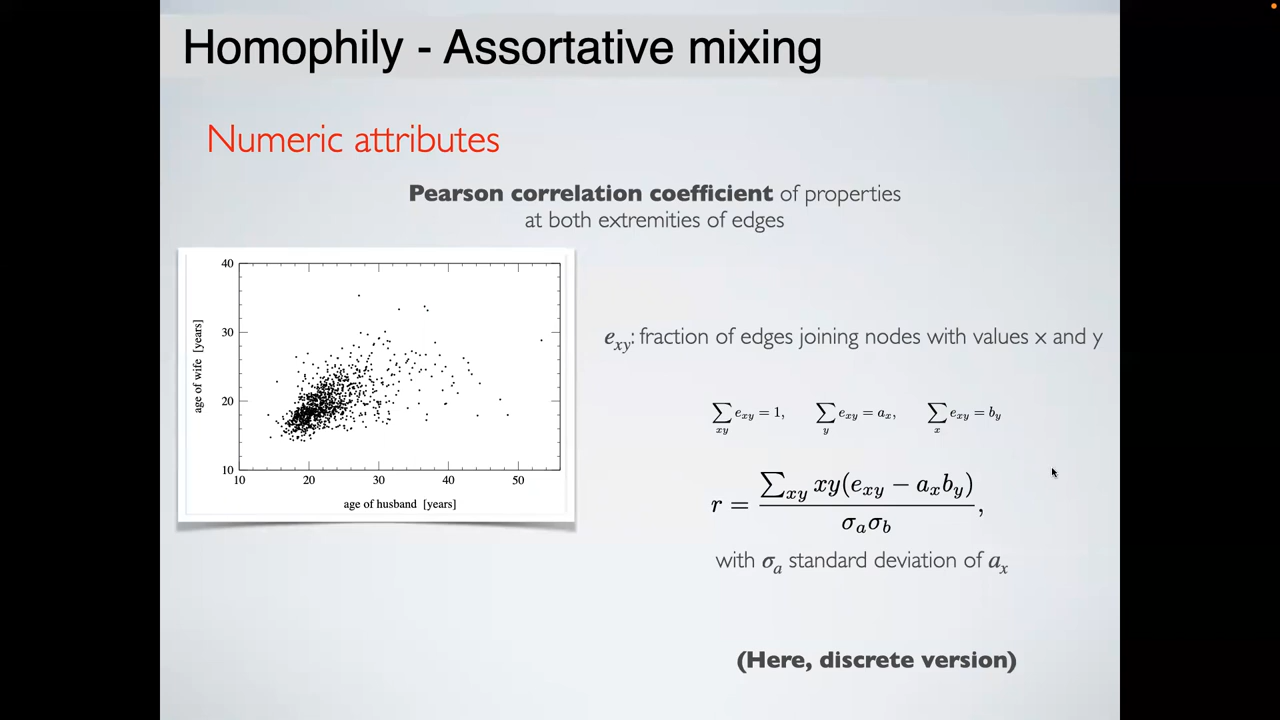 Homophily - Assortative mixing
Numeric attributes
Pearson correlation coefficient of properties
at both extremities of edges
40
30
20
10
10 20 30 40 50
age of wife [years]
age of husband [years]
e_xy: fraction of edges joining nodes with values x and y
∑_xy e_xy = 1, ∑_y e_xy = a_x, ∑_x e_xy = b_y
r = ∑_xy xy(e_xy − a_x b_y) / σ_a σ_b,
with σ_a standard deviation of a_x
(Here, discrete version)